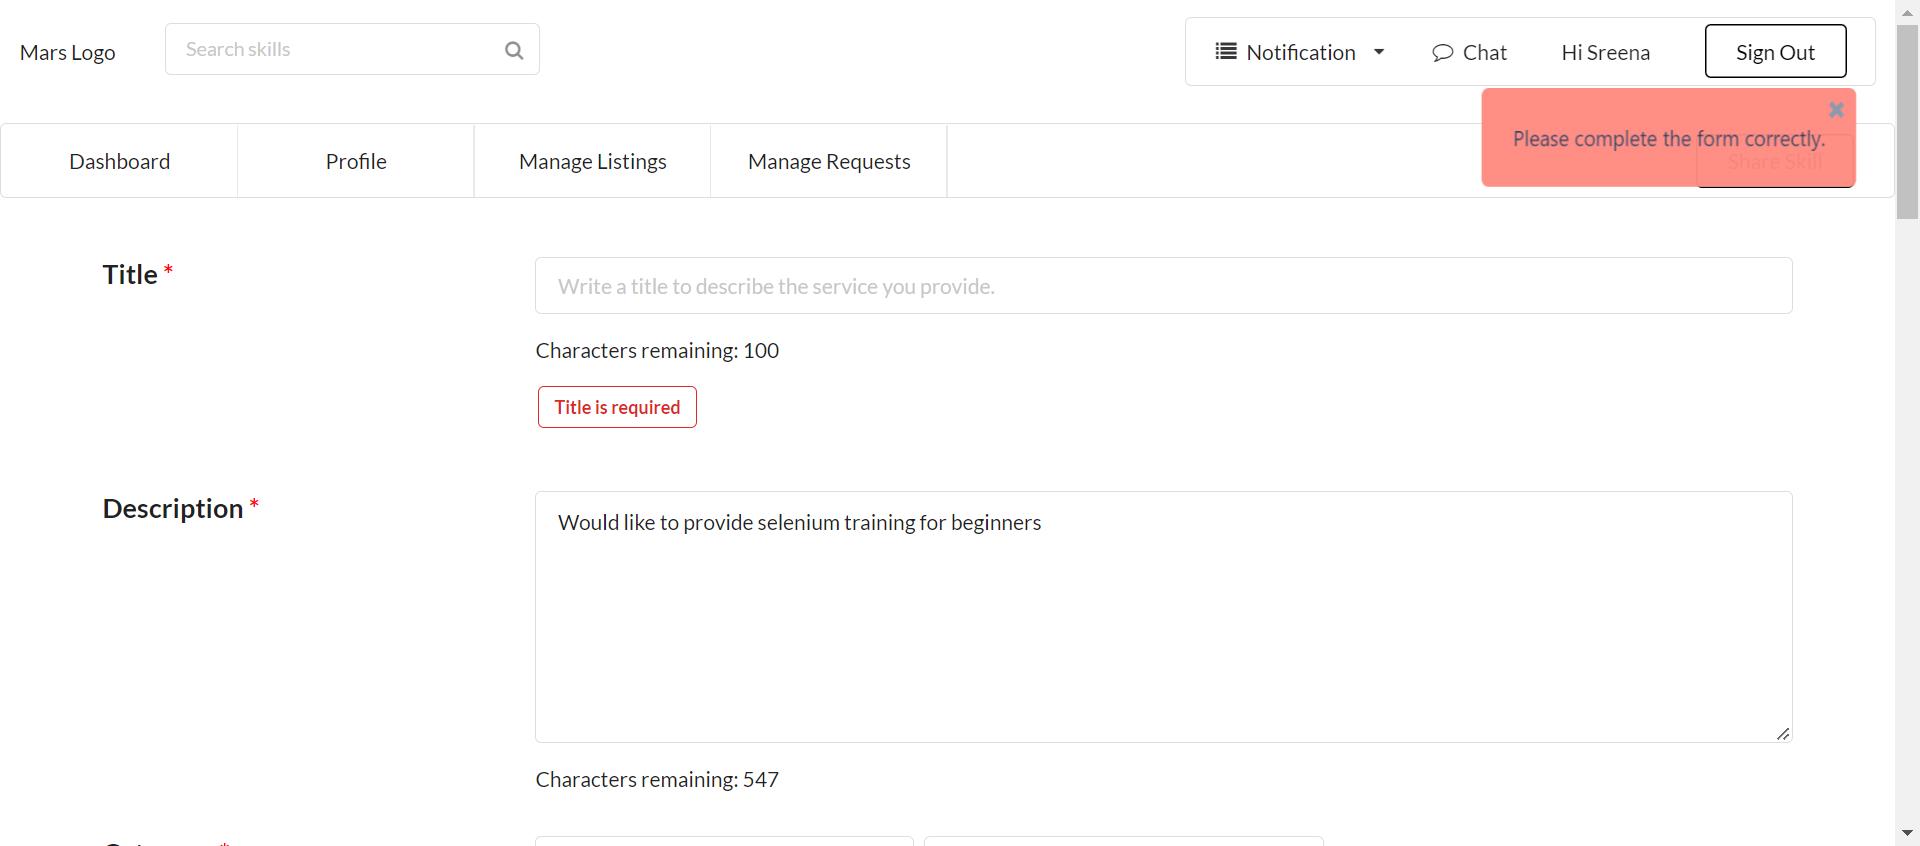 Mars Logo
Search skills
Notification
Chat
Hi Sreena
Sign Out
Please complete the form correctly.
Dashboard
Profile
Manage Listings
Manage Requests
Share Skill
Title *
Write a title to describe the service you provide.
Characters remaining: 100
Title is required
Description *
Would like to provide selenium training for beginners
Characters remaining: 547